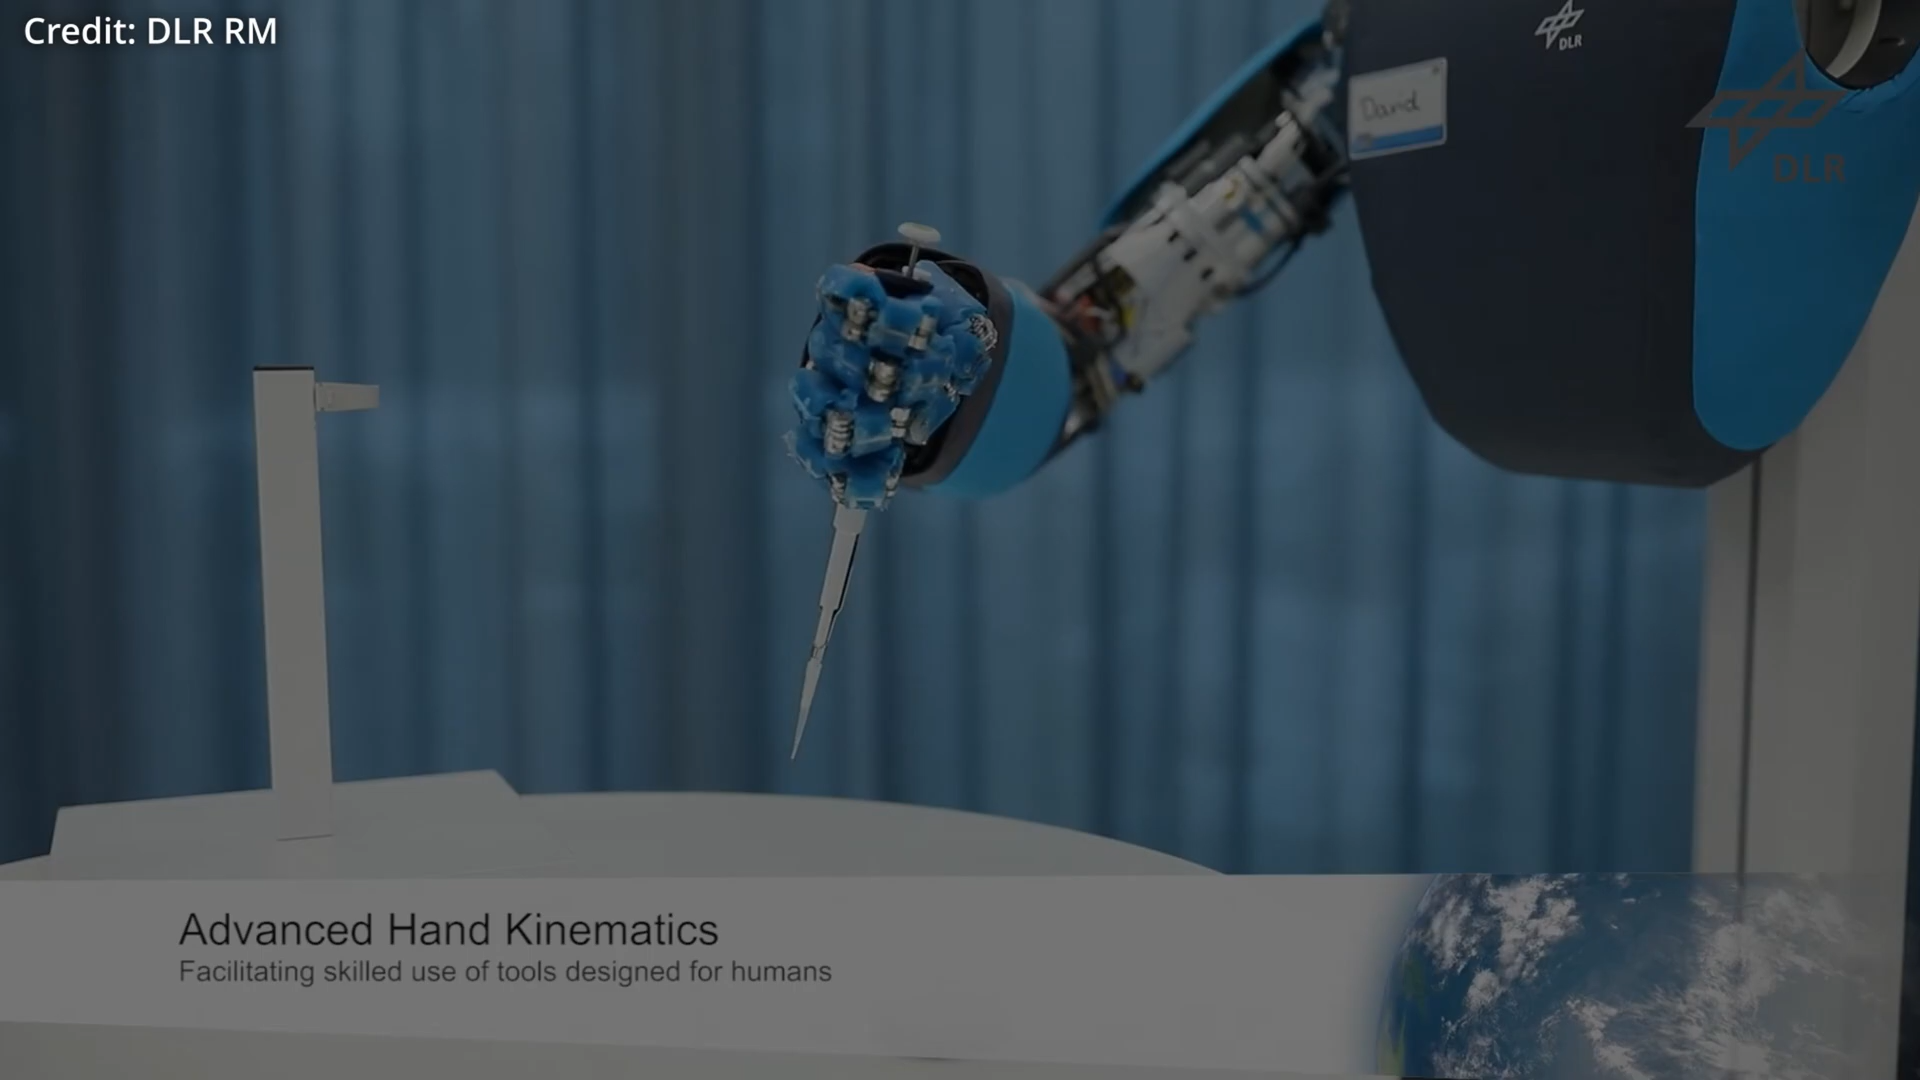 Credit: DLR RM
DLR
David
DLR
Advanced Hand Kinematics
Facilitating skilled use of tools designed for humans